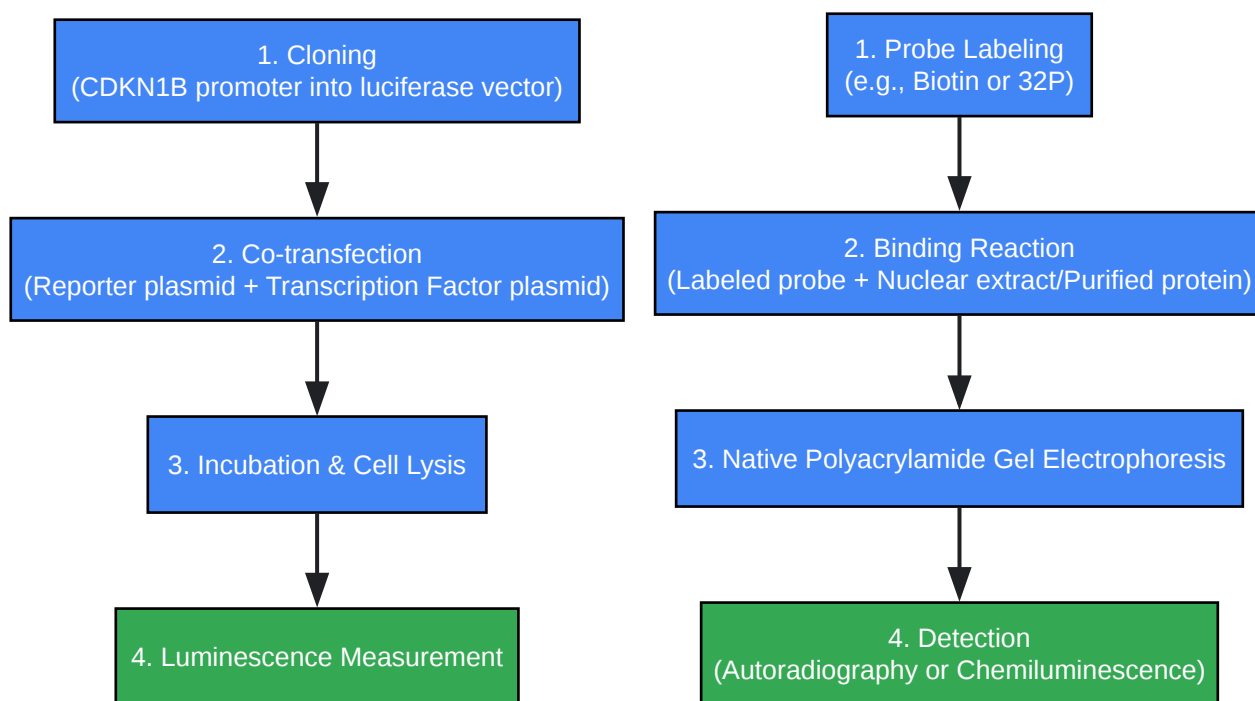 1. Cloning
(CDKN1B promoter into luciferase vector)
2. Co-transfection
(Reporter plasmid + Transcription Factor plasmid)
3. Incubation & Cell Lysis
4. Luminescence Measurement
1. Probe Labeling
(e.g., Biotin or 32P)
2. Binding Reaction
(Labeled probe + Nuclear extract/Purified protein)
3. Native Polyacrylamide Gel Electrophoresis
4. Detection
(Autoradiography or Chemiluminescence)